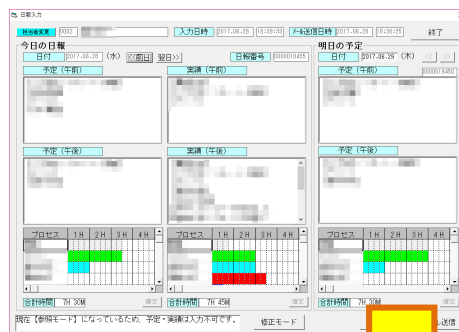 日報入力
担当者変更 0002 入力日時 2017-06-28 18:38:33 メール送信日時 2017-06-28 18:38:25 終了
今日の日報 明日の予定
日付 2017-06-28 (水) <<前日 翌日>> 日報番号 0000019435 日付 2017-06-29 (木) << >>
予定（午前） 実績（午前） 予定（午前） 0000019450
予定（午後） 実績（午後） 予定（午後）
プロセス 1H 2H 3H 4H プロセス 1H 2H 3H 4H プロセス 1H 2H 3H 4H
合計時間 7H 30M 確定 合計時間 7H 45M 確定 合計時間 7H 30M 確定
現在【参照モード】になっているため、予定・実績は入力不可です。 修正モード 送信